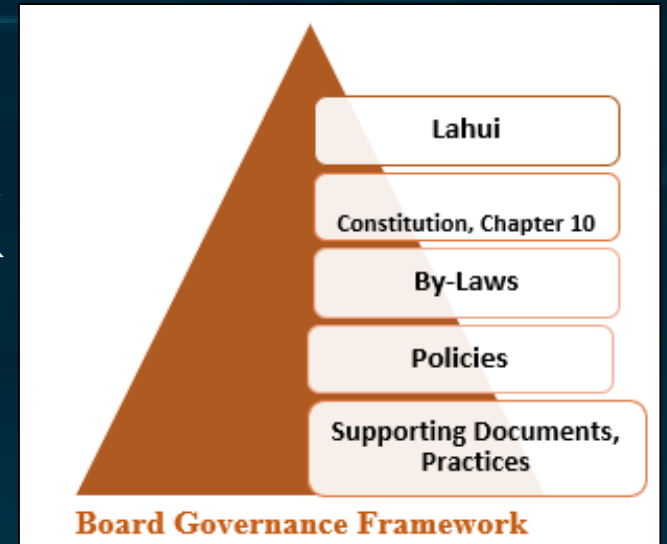 Lahui
Constitution, Chapter 10
By-Laws
Policies
Supporting Documents,
Practices
Board Governance Framework